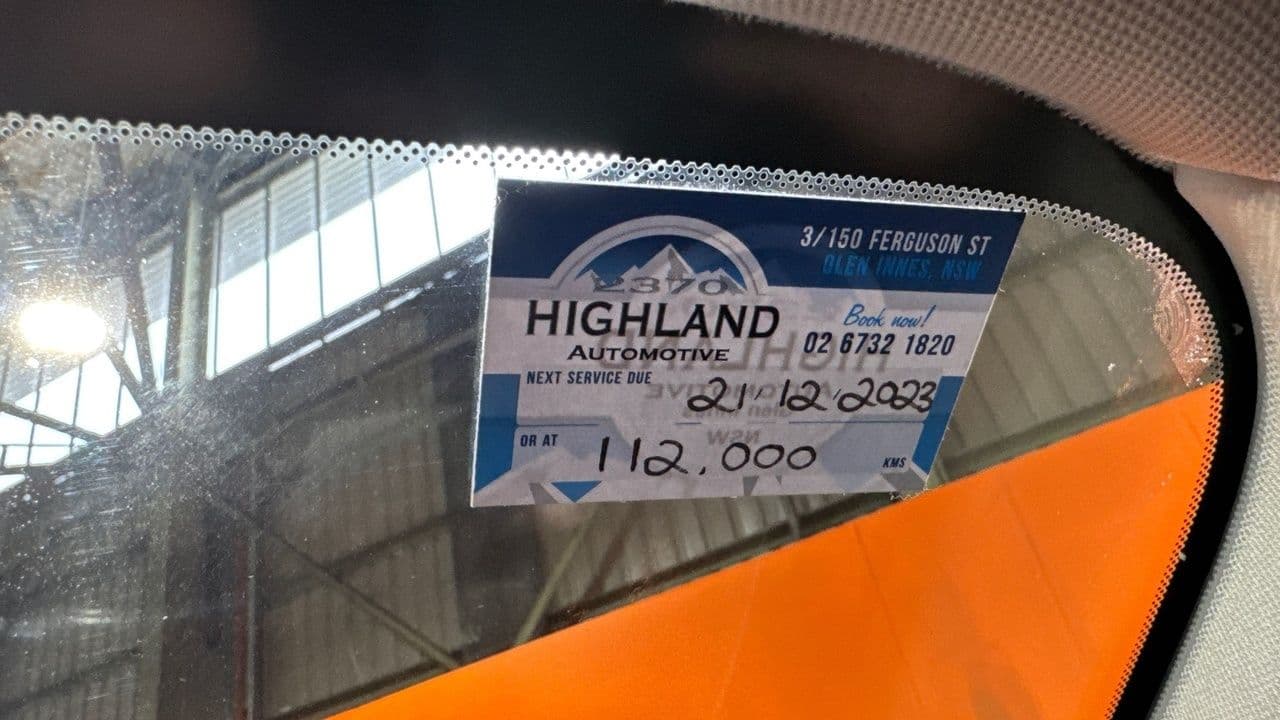 3/150 FERGUSON ST
GLEN INNES, NSW
2370
HIGHLAND
AUTOMOTIVE
Book now!
02 6732 1820
NEXT SERVICE DUE 21/12/2023
OR AT 112,000 KMS